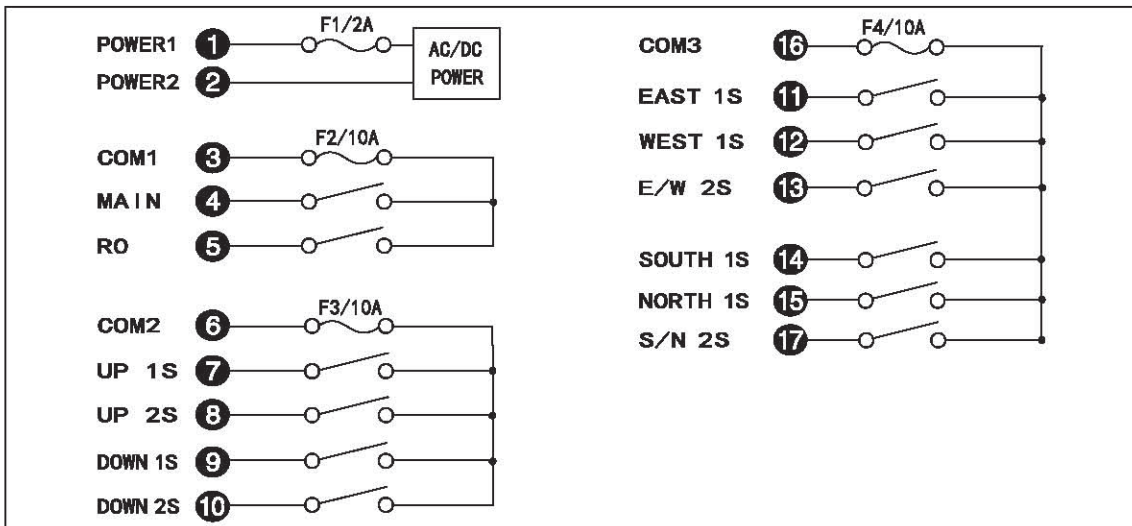 F1/2A
POWER1 1
AC/DC
POWER
POWER2 2
F2/10A
COM1 3
MAIN 4
RO 5
F3/10A
COM2 6
UP 1S 7
UP 2S 8
DOWN 1S 9
DOWN 2S 10
F4/10A
COM3 16
EAST 1S 11
WEST 1S 12
E/W 2S 13
SOUTH 1S 14
NORTH 1S 15
S/N 2S 17